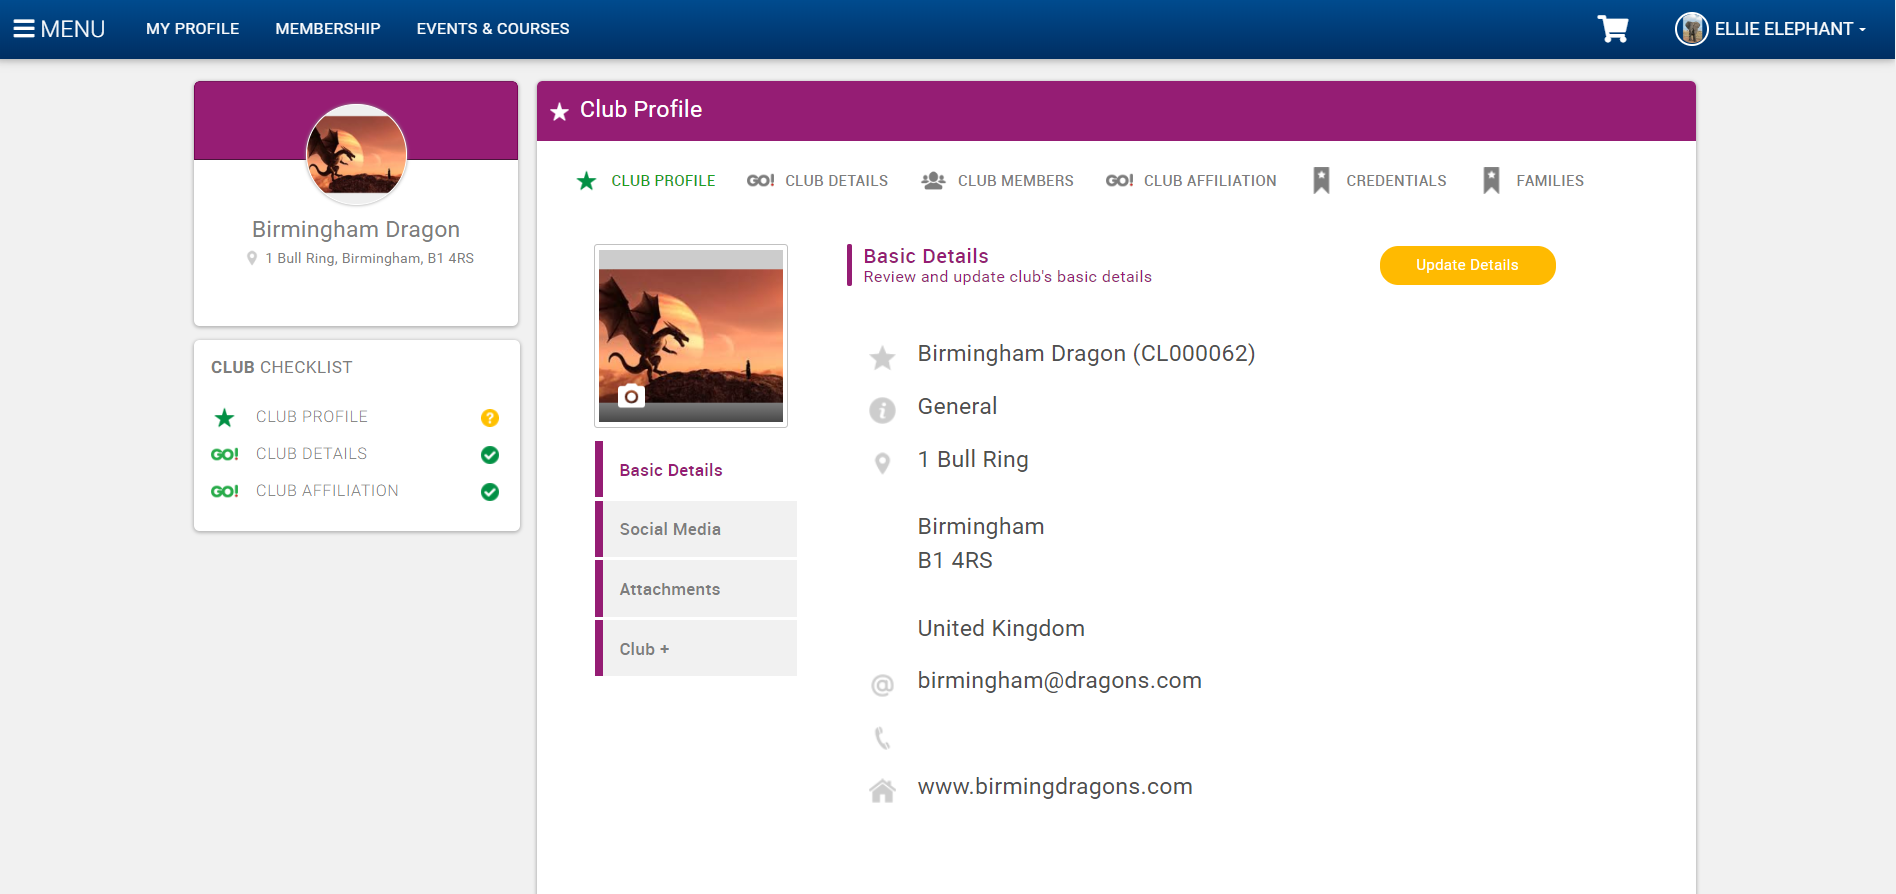 MENU
MY PROFILE
MEMBERSHIP
EVENTS & COURSES
ELLIE ELEPHANT
Birmingham Dragon
1 Bull Ring, Birmingham, B1 4RS
CLUB CHECKLIST
CLUB PROFILE
?
GO! CLUB DETAILS
GO! CLUB AFFILIATION
Club Profile
CLUB PROFILE
GO! CLUB DETAILS
CLUB MEMBERS
GO! CLUB AFFILIATION
CREDENTIALS
FAMILIES
Basic Details
Social Media
Attachments
Club +
Basic Details
Review and update club's basic details
Update Details
Birmingham Dragon (CL000062)
i General
1 Bull Ring
Birmingham
B1 4RS
United Kingdom
@ birmingham@dragons.com
www.birmingdragons.com